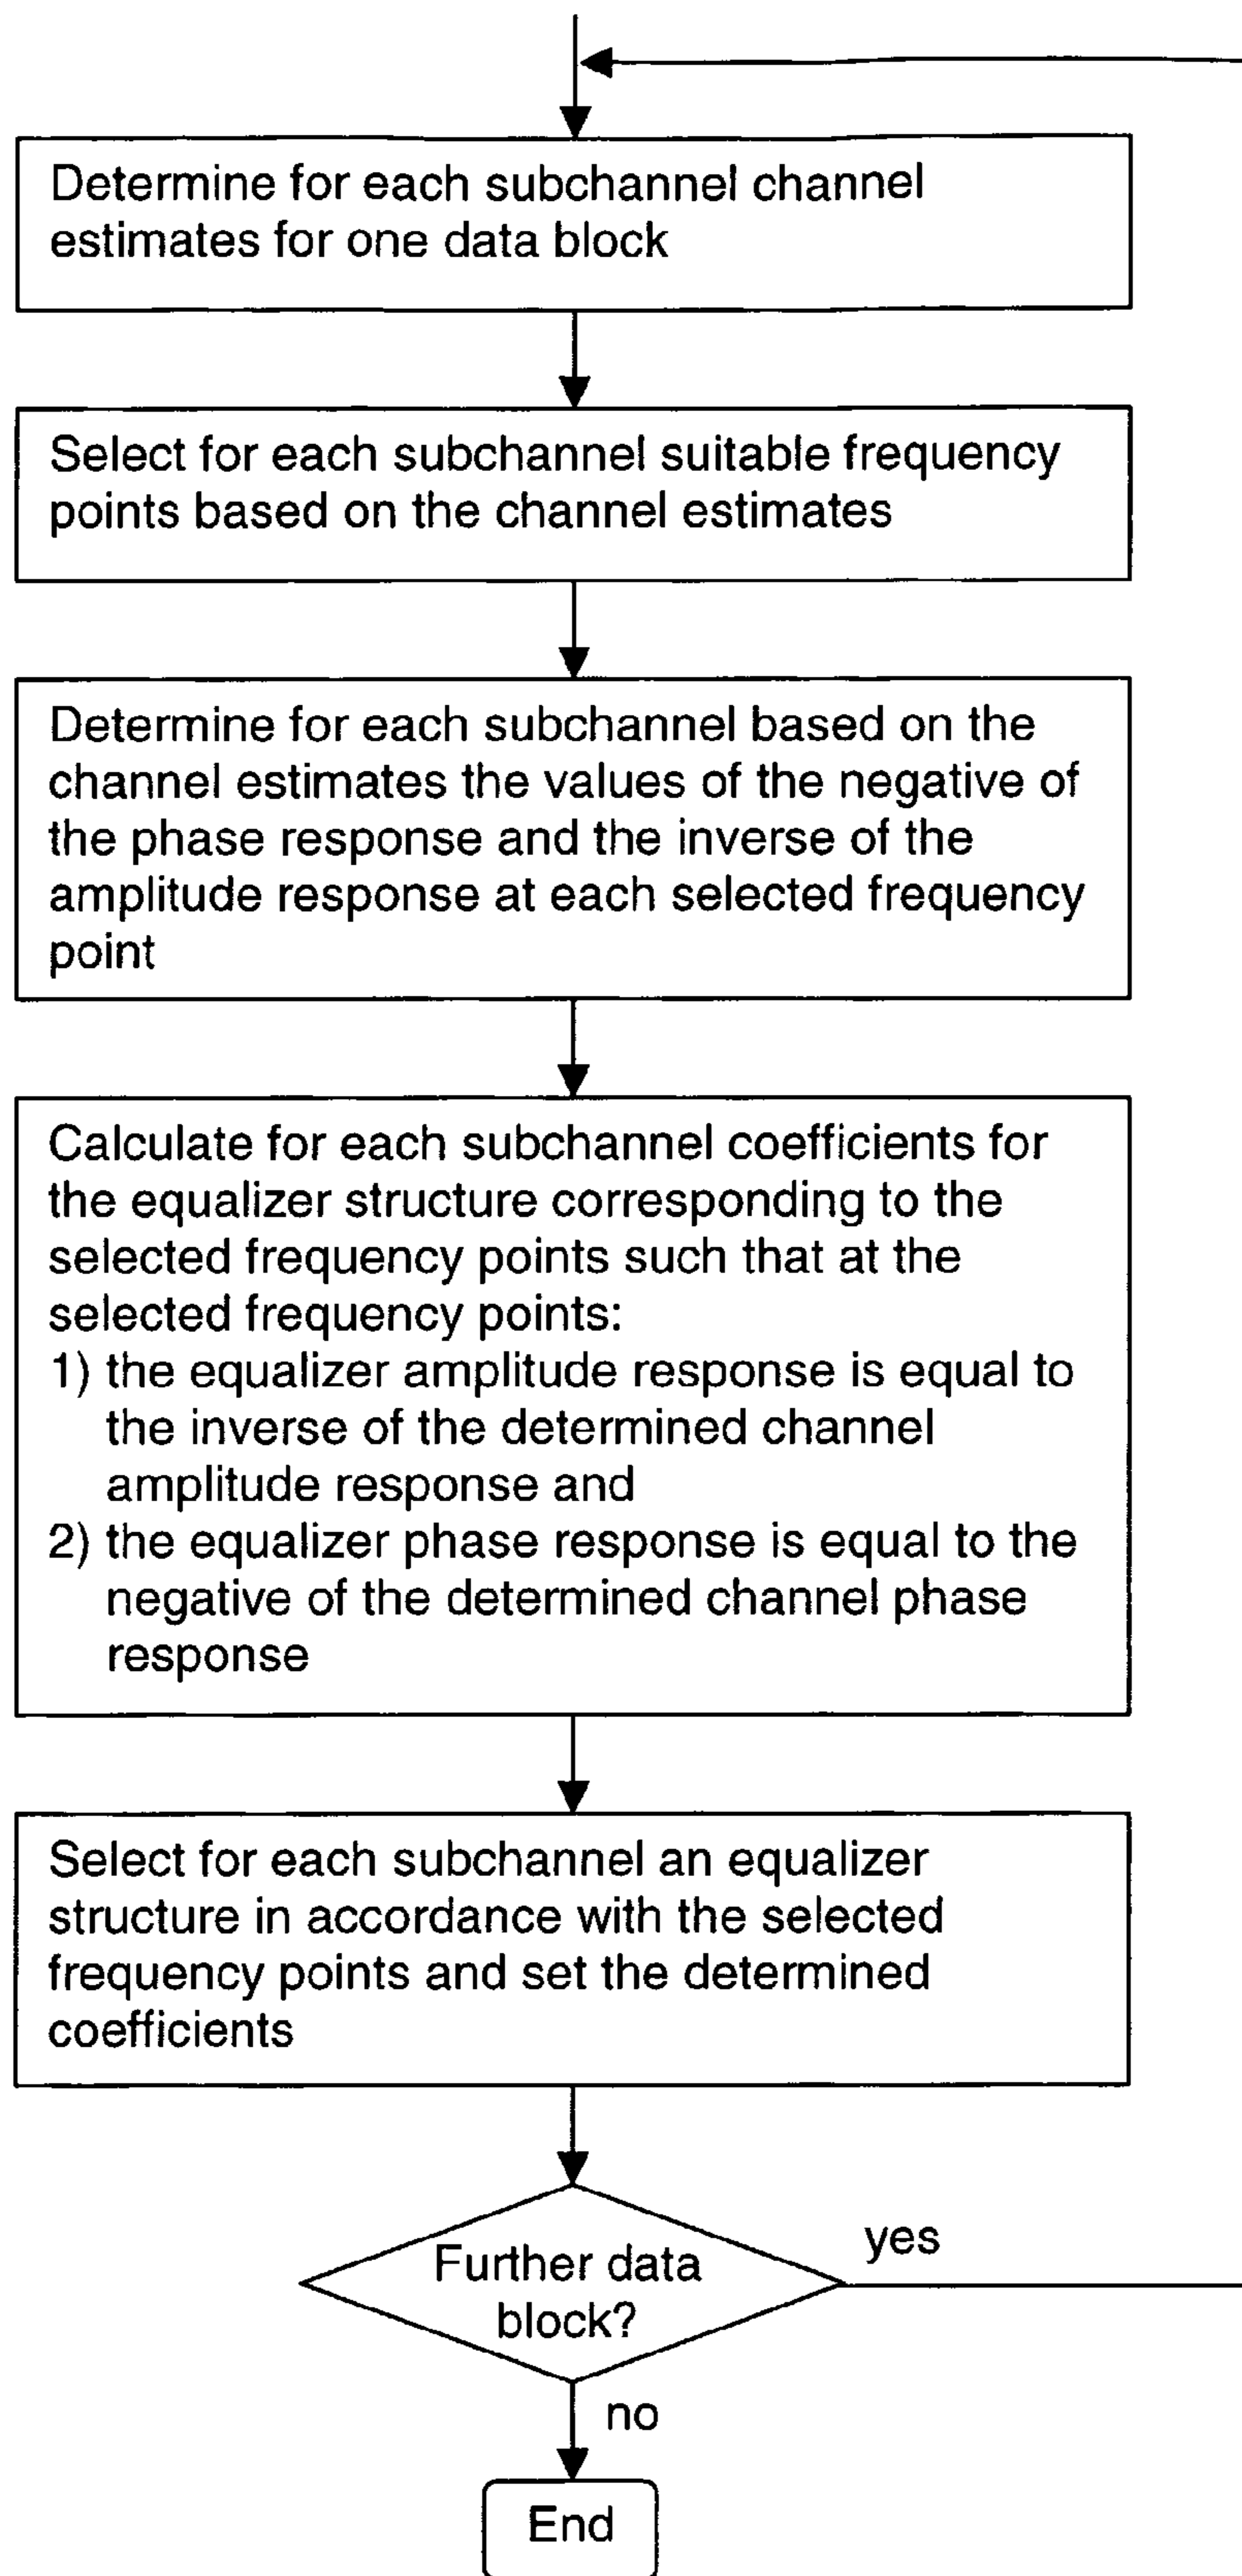 Determine for each subchannel channel
estimates for one data block
Select for each subchannel suitable frequency
points based on the channel estimates
Determine for each subchannel based on the
channel estimates the values of the negative of
the phase response and the inverse of the
amplitude response at each selected frequency
point
Calculate for each subchannel coefficients for
the equalizer structure corresponding to the
selected frequency points such that at the
selected frequency points:
1) the equalizer amplitude response is equal to
the inverse of the determined channel
amplitude response and
2) the equalizer phase response is equal to the
negative of the determined channel phase
response
Select for each subchannel an equalizer
structure in accordance with the selected
frequency points and set the determined
coefficients
Further data
block?
yes
no
End